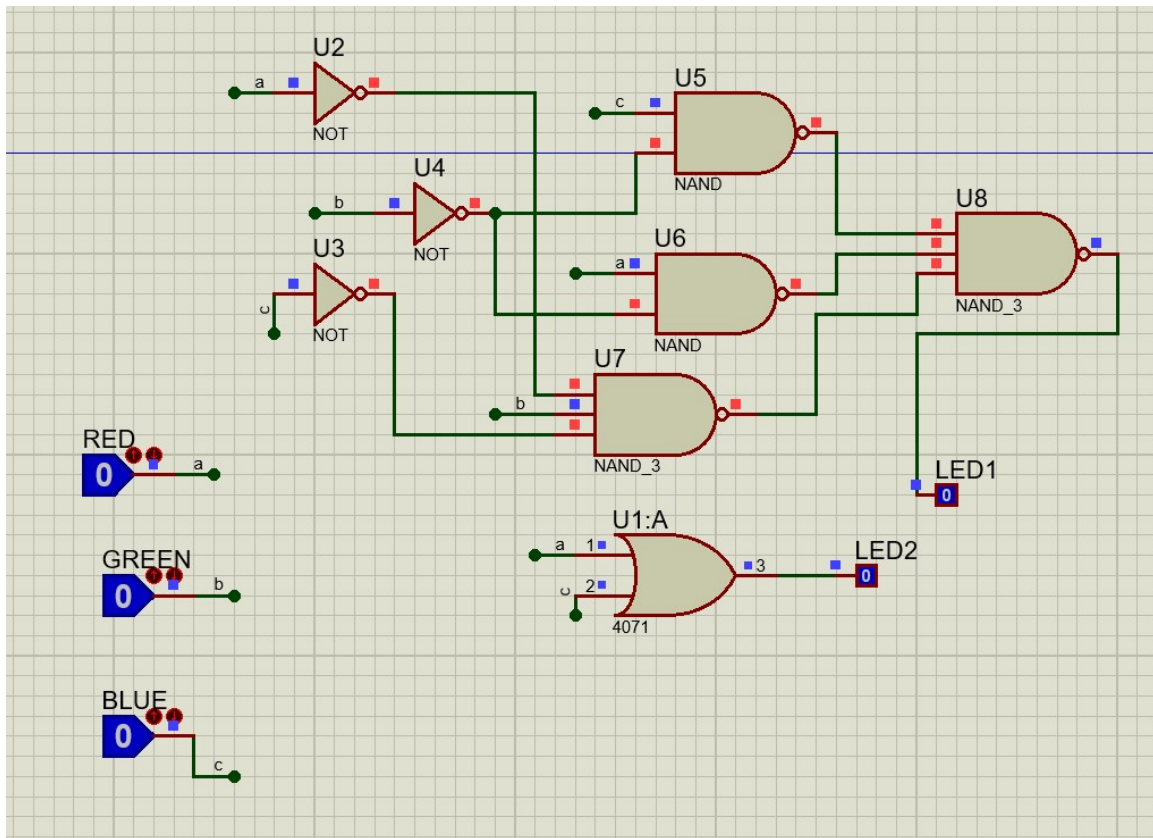 U2
a
NOT
U4
b
NOT
U3
c
NOT
U5
c
NAND
U6
a
NAND
U7
b
NAND_3
U8
NAND_3
RED
0
a
GREEN
0
b
BLUE
0
c
U1:A
a
1
c
2
3
4071
LED1
0
LED2
0